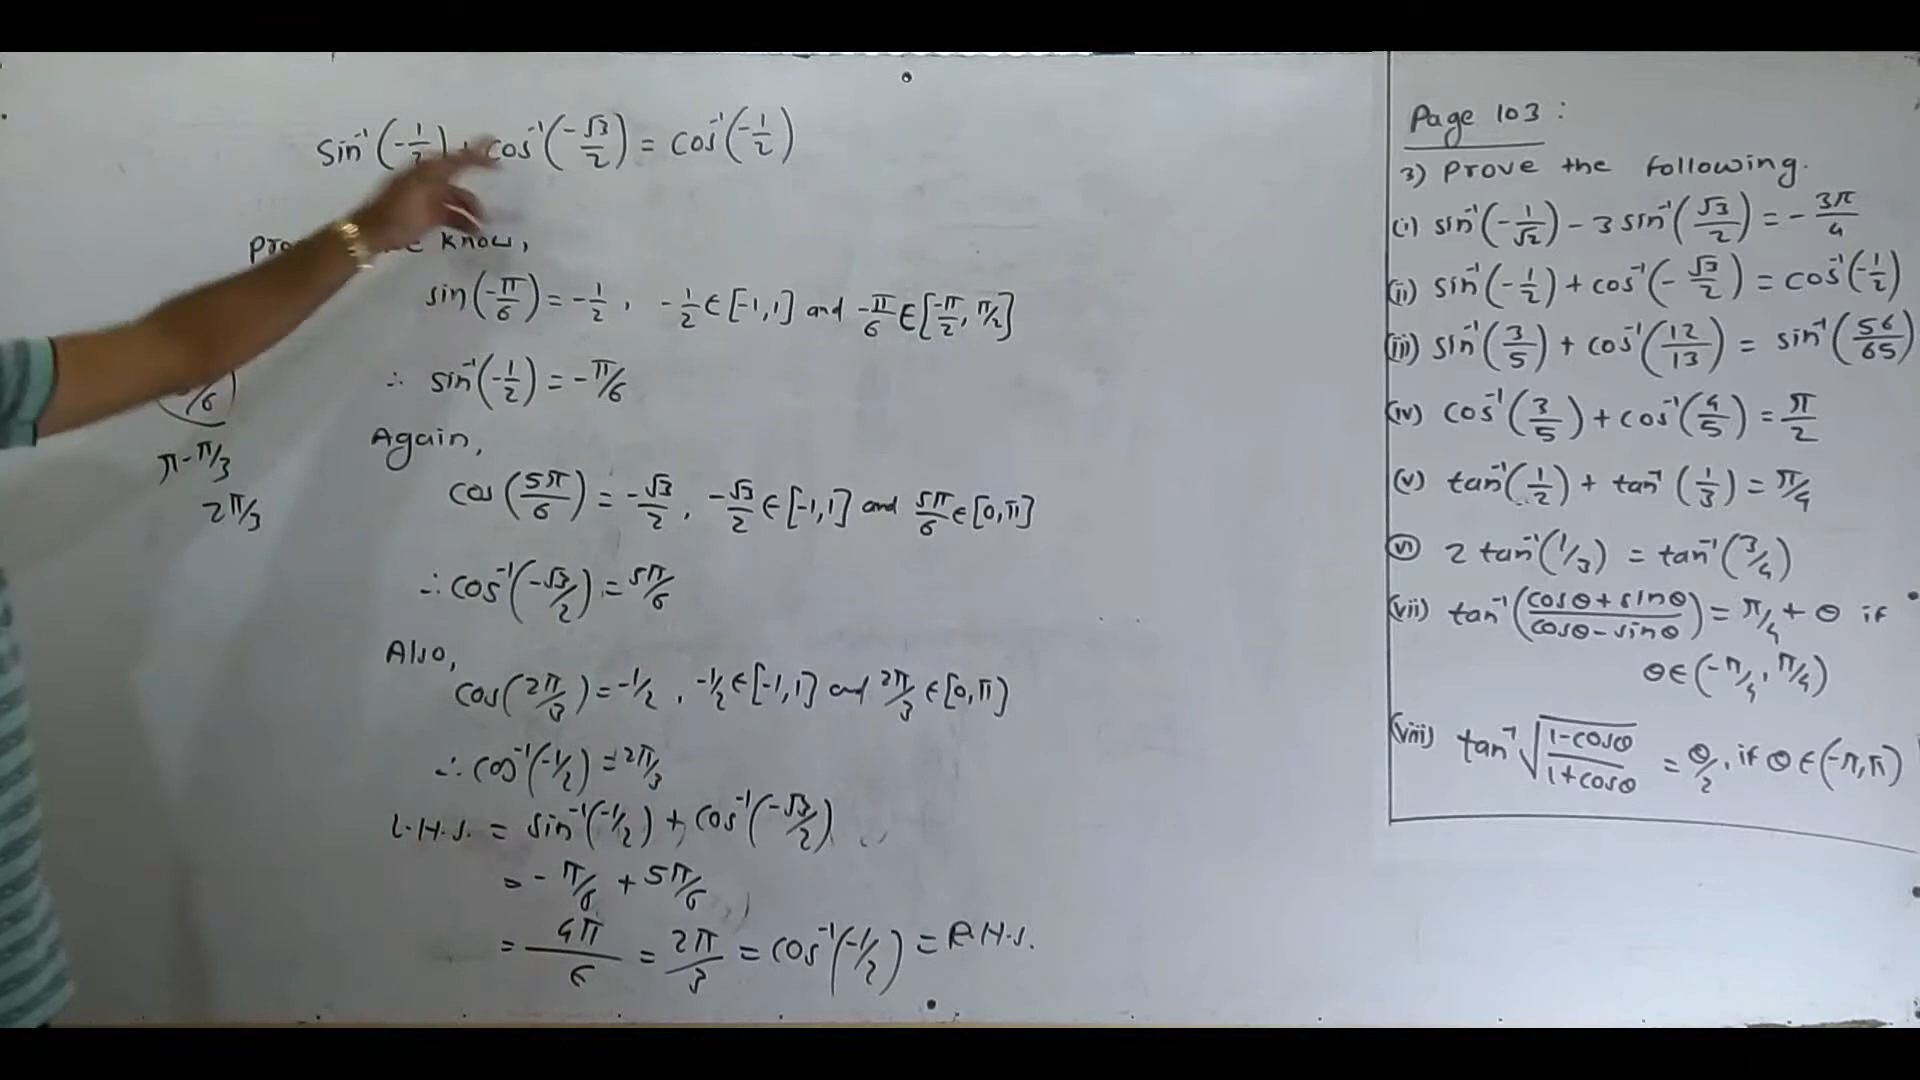 sin⁻¹(-1/2) + cos⁻¹(-√3/2) = cos⁻¹(-1/2)
know,
sin(-π/6) = -1/2, -1/2 ∈ [-1,1] and -π/6 ∈ [-π/2, π/2]
∴ sin⁻¹(-1/2) = -π/6
Again,
cos(5π/6) = -√3/2, -√3/2 ∈ [-1,1] and 5π/6 ∈ [0,π]
∴ cos⁻¹(-√3/2) = 5π/6
Also,
cos(2π/3) = -1/2, -1/2 ∈ [-1,1] and 2π/3 ∈ [0,π]
∴ cos⁻¹(-1/2) = 2π/3
L.H.S. = sin⁻¹(-1/2) + cos⁻¹(-√3/2)
= -π/6 + 5π/6
= 4π/6 = 2π/3 = cos⁻¹(-1/2) = R.H.S.
/6
π-π/3
2π/3
Page 103:
3) Prove the following.
(i) sin⁻¹(-1/√2) - 3 sin⁻¹(√3/2) = -3π/4
(ii) sin⁻¹(-1/2) + cos⁻¹(-√3/2) = cos⁻¹(-1/2)
(iii) sin⁻¹(3/5) + cos⁻¹(12/13) = sin⁻¹(56/65)
(iv) cos⁻¹(3/5) + cos⁻¹(4/5) = π/2
(v) tan⁻¹(1/2) + tan⁻¹(1/3) = π/4
(vi) 2 tan⁻¹(1/3) = tan⁻¹(3/4)
(vii) tan⁻¹((cosθ+sinθ)/(cosθ-sinθ)) = π/4 + θ if
θ∈(-π/4, π/4)
(viii) tan⁻¹√((1-cosθ)/(1+cosθ)) = θ/2, if θ∈(-π,π)